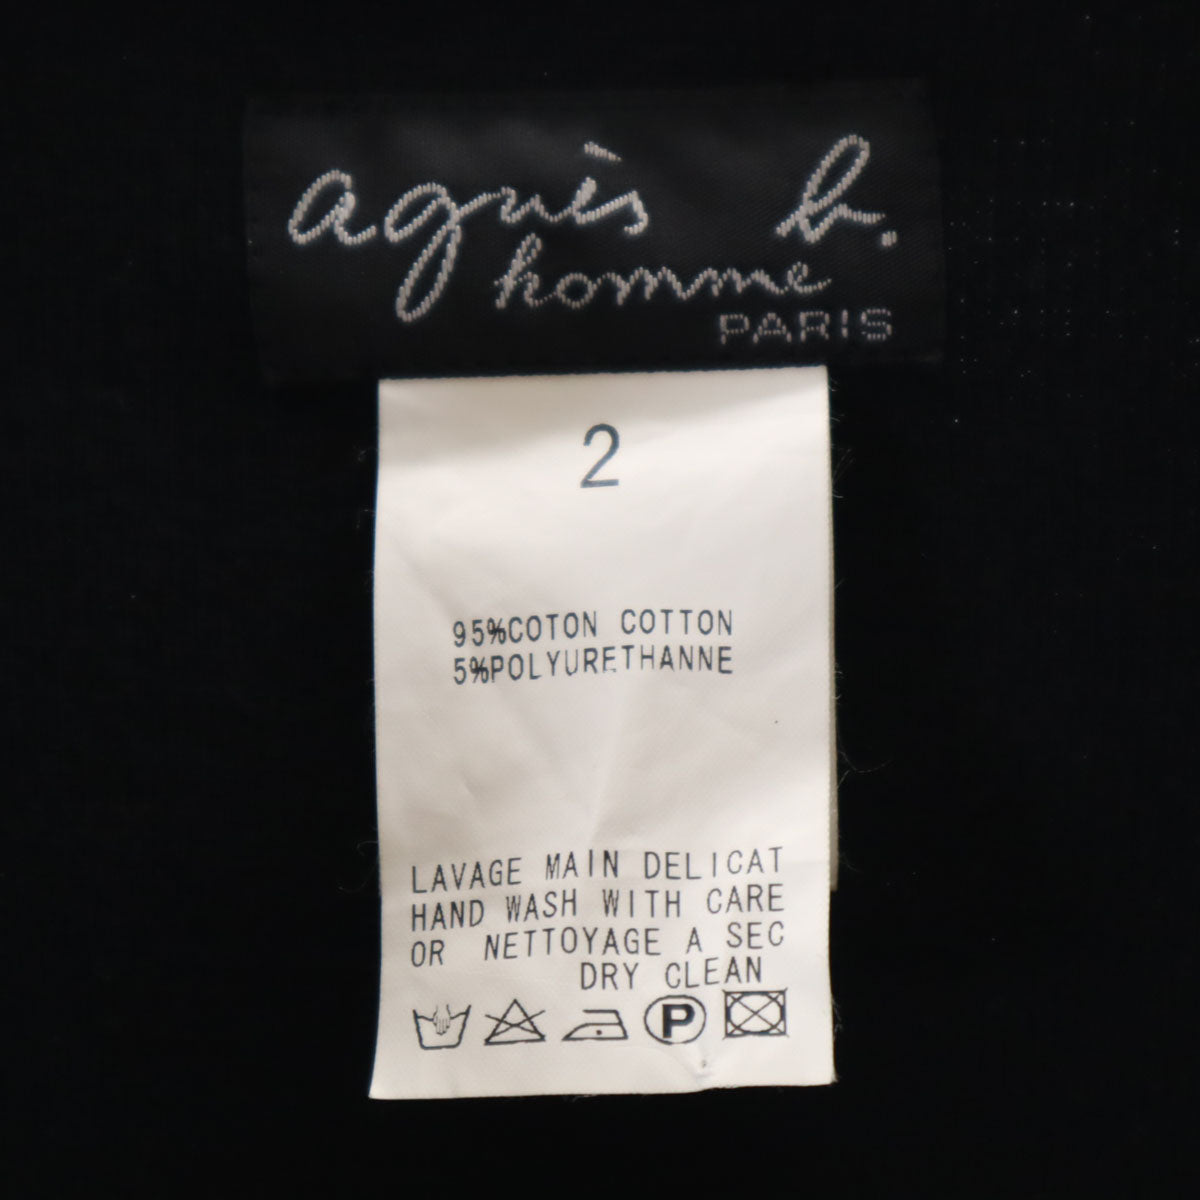 agnès b.
homme
PARIS
2
95%COTON COTTON
5%POLYURETHANNE
LAVAGE MAIN DELICAT
HAND WASH WITH CARE
OR NETTOYAGE A SEC
DRY CLEAN
P